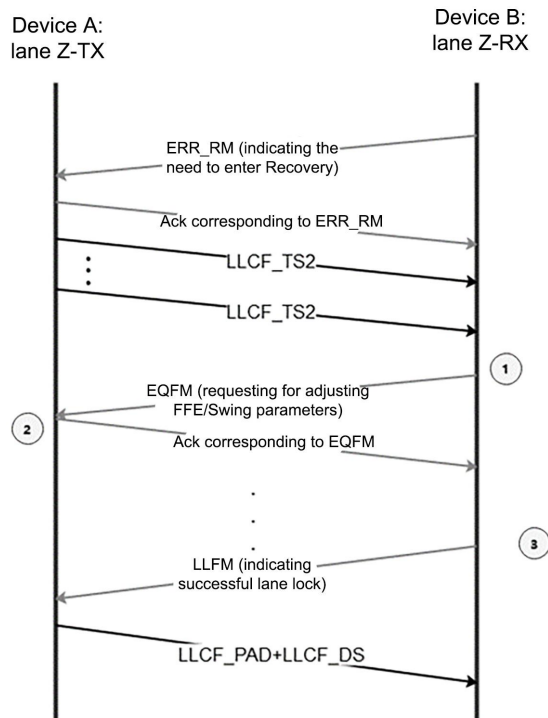 Device A:
lane Z-TX
Device B:
lane Z-RX
ERR_RM (indicating the
need to enter Recovery)
Ack corresponding to ERR_RM
LLCF_TS2
LLCF_TS2
1
EQFM (requesting for adjusting
FFE/Swing parameters)
2
Ack corresponding to EQFM
3
LLFM (indicating
successful lane lock)
LLCF_PAD+LLCF_DS